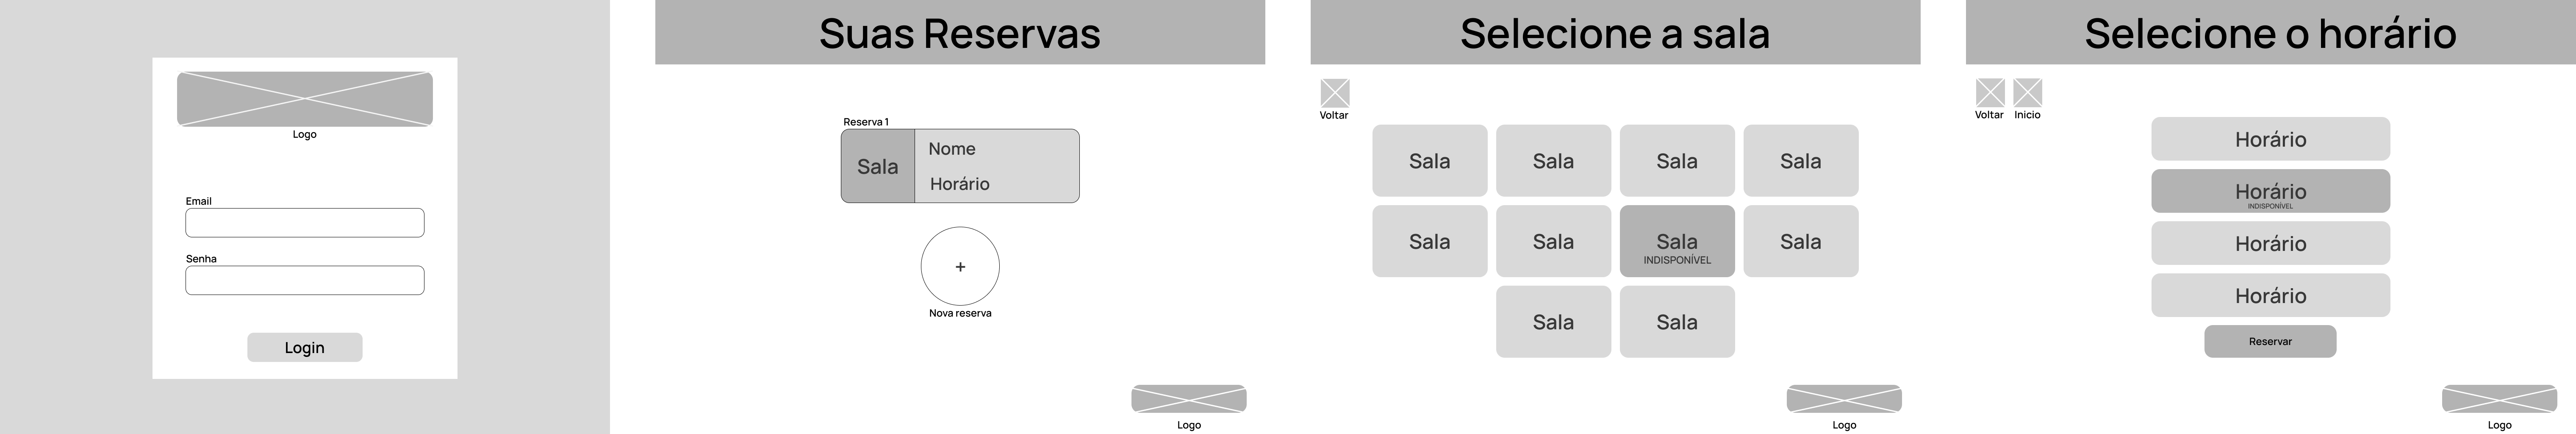 Logo
Email
Senha
Login
Suas Reservas
Reserva 1
Sala
Nome
Horário
+
Nova reserva
Logo
Selecione a sala
Voltar
Sala
Sala
Sala
Sala
Sala
Sala
Sala
INDISPONÍVEL
Sala
Sala
Sala
Logo
Selecione o horário
Voltar
Inicio
Horário
Horário
INDISPONÍVEL
Horário
Horário
Reservar
Logo